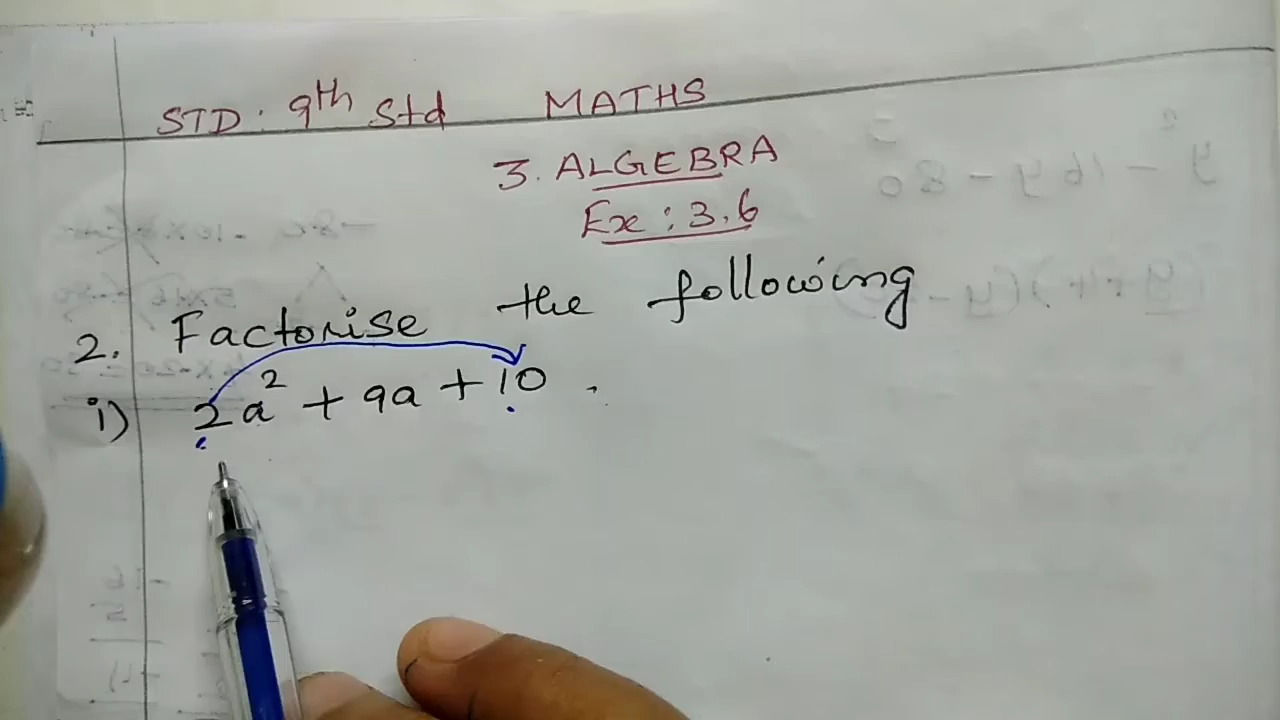 STD: 9th Std MATHS
3. ALGEBRA
Ex: 3.6
2. Factorise the following
i) 2a² + 9a + 10.